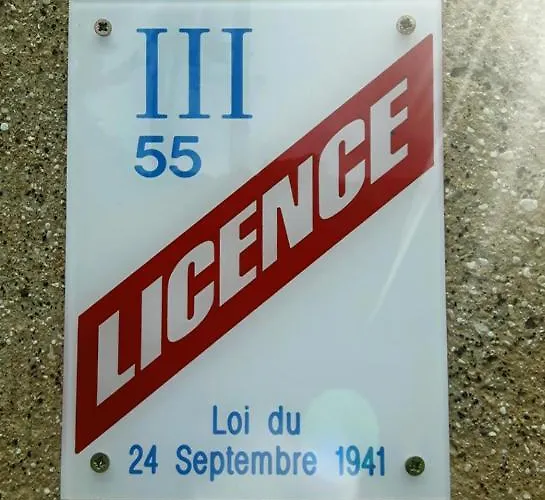 III
55
LICENCE
Loi du
24 Septembre 1941